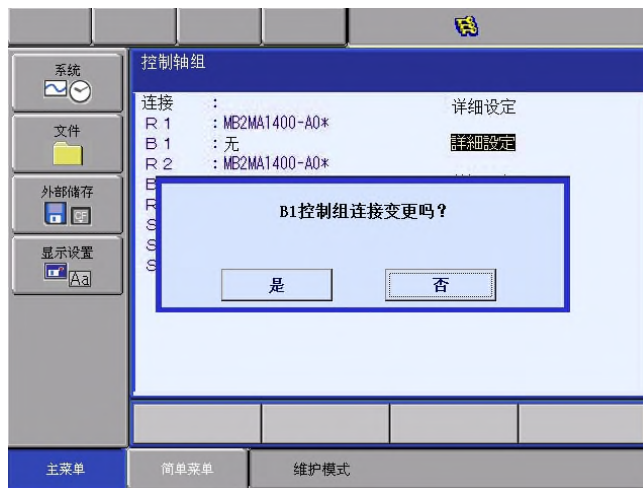 系统
文件
外部储存
CF
显示设置
Aa
控制轴组
连接 : 详细设定
R1 : MB2MA1400-A0*
B1 : 无 詳細設定
R2 : MB2MA1400-A0*
B
R
S
S
S
B1控制组连接变更吗？
是 否
主菜单 简单菜单 维护模式